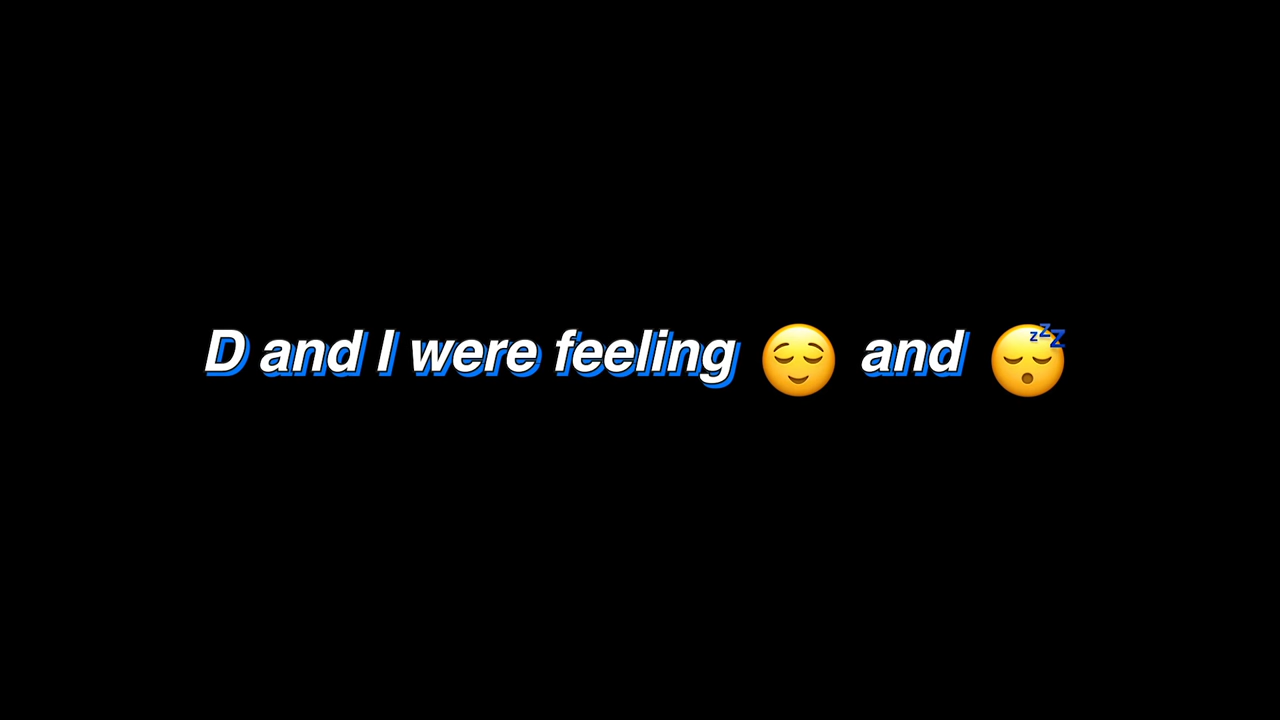 D and I were feeling 😌 and 😴